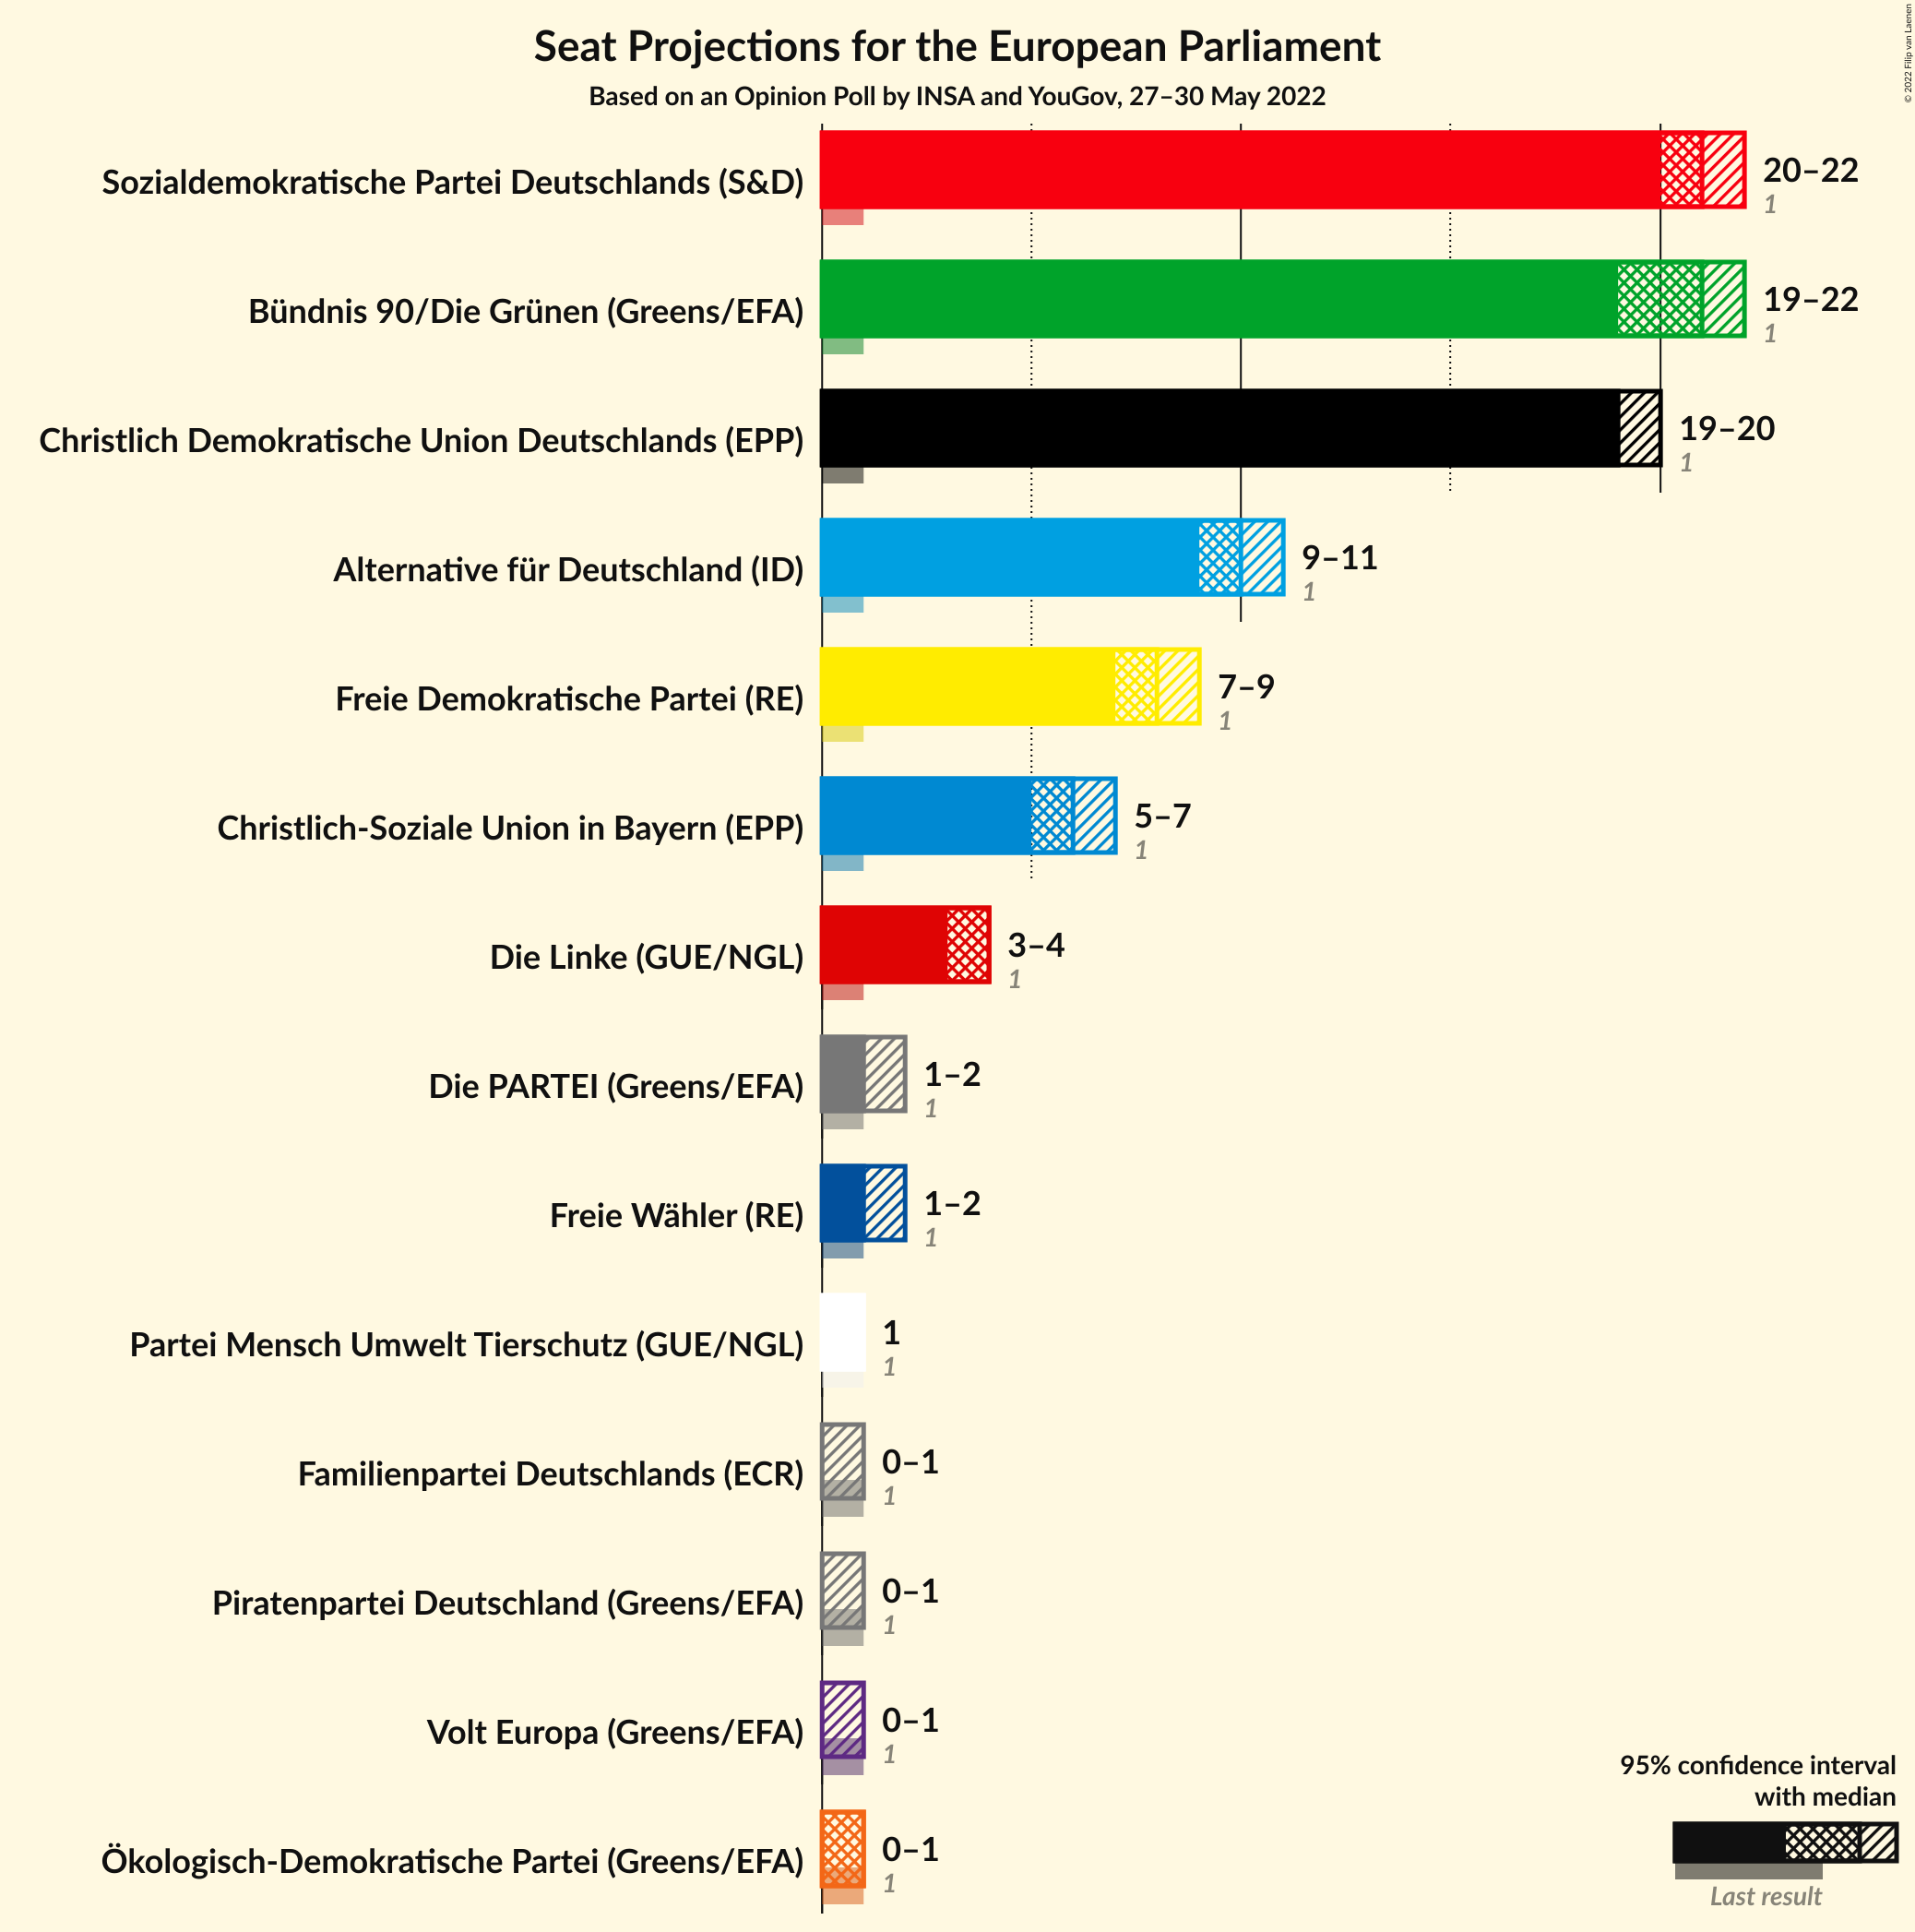 Seat Projections for the European Parliament
Based on an Opinion Poll by INSA and YouGov, 27–30 May 2022
© 2022 Filip van Laenen
Sozialdemokratische Partei Deutschlands (S&D)
20–22
1
Bündnis 90/Die Grünen (Greens/EFA)
19–22
1
Christlich Demokratische Union Deutschlands (EPP)
19–20
1
Alternative für Deutschland (ID)
9–11
1
Freie Demokratische Partei (RE)
7–9
1
Christlich-Soziale Union in Bayern (EPP)
5–7
1
Die Linke (GUE/NGL)
3–4
1
Die PARTEI (Greens/EFA)
1–2
1
Freie Wähler (RE)
1–2
1
Partei Mensch Umwelt Tierschutz (GUE/NGL)
1
1
Familienpartei Deutschlands (ECR)
0–1
1
Piratenpartei Deutschland (Greens/EFA)
0–1
1
Volt Europa (Greens/EFA)
0–1
1
Ökologisch-Demokratische Partei (Greens/EFA)
0–1
1
95% confidence interval
with median
Last result